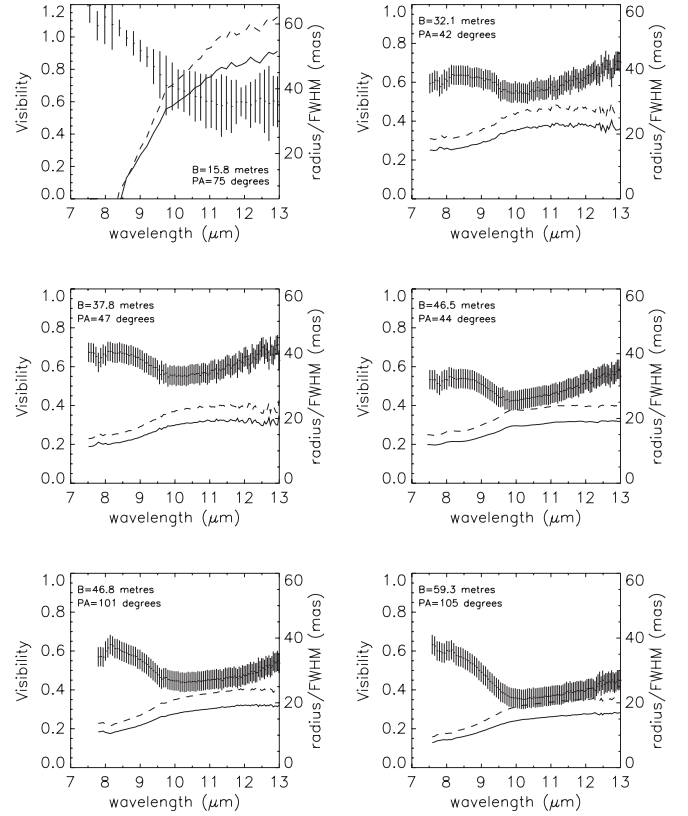 1.2
1.0
0.8
0.6
0.4
0.2
0.0
Visibility
60
40
20
0
radius/FWHM (mas)
B=15.8 metres
PA=75 degrees
7 8 9 10 11 12 13
wavelength (μm)
1.0
0.8
0.6
0.4
0.2
0.0
Visibility
60
40
20
0
radius/FWHM (mas)
B=32.1 metres
PA=42 degrees
7 8 9 10 11 12 13
wavelength (μm)
1.0
0.8
0.6
0.4
0.2
0.0
Visibility
60
40
20
0
radius/FWHM (mas)
B=37.8 metres
PA=47 degrees
7 8 9 10 11 12 13
wavelength (μm)
1.0
0.8
0.6
0.4
0.2
0.0
Visibility
60
40
20
0
radius/FWHM (mas)
B=46.5 metres
PA=44 degrees
7 8 9 10 11 12 13
wavelength (μm)
1.0
0.8
0.6
0.4
0.2
0.0
Visibility
60
40
20
0
radius/FWHM (mas)
B=46.8 metres
PA=101 degrees
7 8 9 10 11 12 13
wavelength (μm)
1.0
0.8
0.6
0.4
0.2
0.0
Visibility
60
40
20
0
radius/FWHM (mas)
B=59.3 metres
PA=105 degrees
7 8 9 10 11 12 13
wavelength (μm)